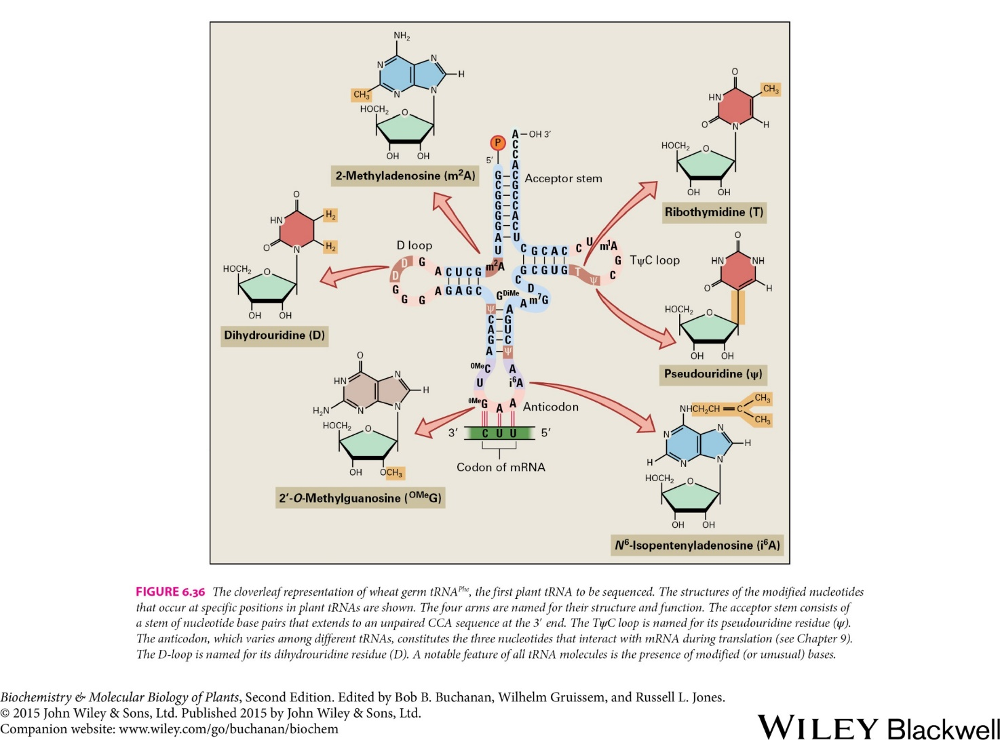 NH₂
N
N
N
N
H
CH₃
HOCH₂
O
OH
OH
2-Methyladenosine (m²A)
O
CH₃
HN
O
N
H
HOCH₂
O
OH
OH
Ribothymidine (T)
A–OH 3′
C
C
A
P
5′
G C
C G
G C
G C
G A
G C
A U
U
Acceptor stem
O
HN
H₂
H₂
O
N
HOCH₂
O
OH
OH
Dihydrouridine (D)
D loop
D D G A C U C G m²A
G G G A G A G C
C G C A C C U m¹A
G C G U G T ψ C G
TψC loop
C D
GDiMe A m⁷G
ψ A
C G
A U
G C
A ψ
OMeC A
U i⁶A
OMeG A A Anticodon
3′ C U U 5′
Codon of mRNA
O
HN NH
O
H
HOCH₂
O
OH
OH
Pseudouridine (ψ)
O
HN
N
H
H₂N
N
N
HOCH₂
O
OH
OCH₃
2′-O-Methylguanosine (OMeG)
NHCH₂CH=C
CH₃
CH₃
N
N
H
H
N
N
HOCH₂
O
OH
OH
N⁶-Isopentenyladenosine (i⁶A)
FIGURE 6.36 The cloverleaf representation of wheat germ tRNAPhe, the first plant tRNA to be sequenced. The structures of the modified nucleotides
that occur at specific positions in plant tRNAs are shown. The four arms are named for their structure and function. The acceptor stem consists of
a stem of nucleotide base pairs that extends to an unpaired CCA sequence at the 3′ end. The TψC loop is named for its pseudouridine residue (ψ).
The anticodon, which varies among different tRNAs, constitutes the three nucleotides that interact with mRNA during translation (see Chapter 9).
The D-loop is named for its dihydrouridine residue (D). A notable feature of all tRNA molecules is the presence of modified (or unusual) bases.
Biochemistry & Molecular Biology of Plants, Second Edition. Edited by Bob B. Buchanan, Wilhelm Gruissem, and Russell L. Jones.
© 2015 John Wiley & Sons, Ltd. Published 2015 by John Wiley & Sons, Ltd.
Companion website: www.wiley.com/go/buchanan/biochem
WILEY Blackwell